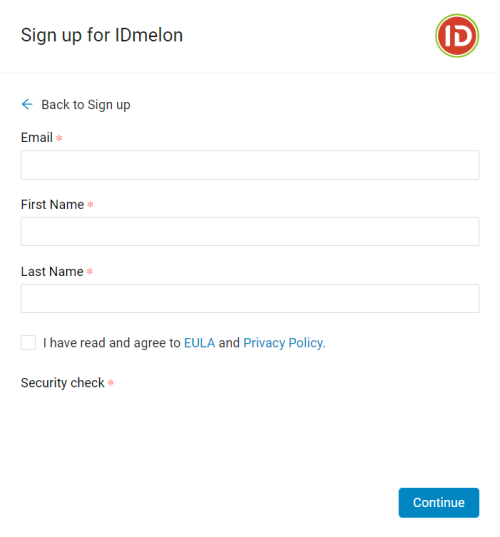 Sign up for IDmelon
ID
Back to Sign up
Email *
First Name *
Last Name *
I have read and agree to EULA and Privacy Policy.
Security check *
Continue